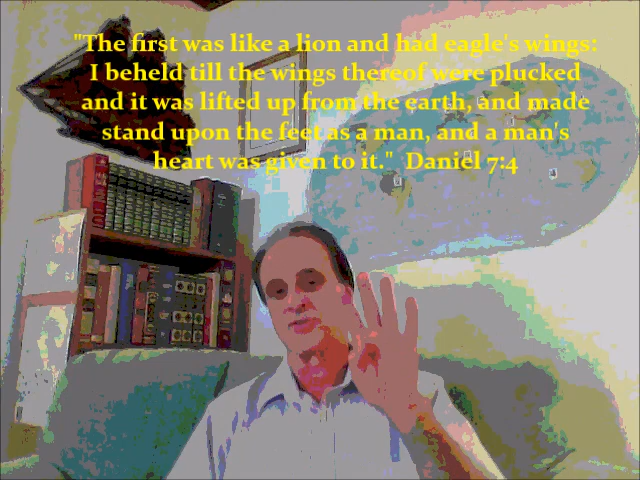 "The first was like a lion and had eagle's wings:
I beheld till the wings thereof were plucked
and it was lifted up from the earth, and made
stand upon the feet as a man, and a man's
heart was given to it."  Daniel 7:4